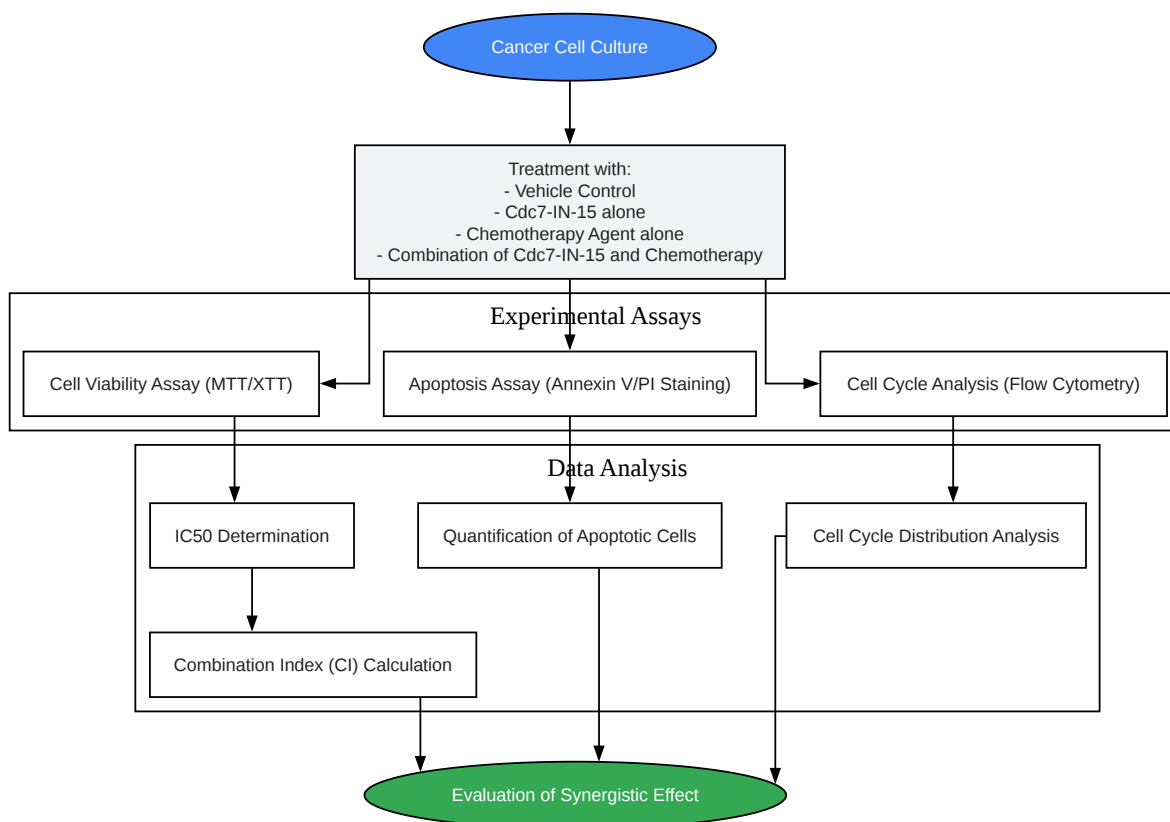 Cancer Cell Culture
Treatment with:
- Vehicle Control
- Cdc7-IN-15 alone
- Chemotherapy Agent alone
- Combination of Cdc7-IN-15 and Chemotherapy
Experimental Assays
Cell Viability Assay (MTT/XTT)
Apoptosis Assay (Annexin V/PI Staining)
Cell Cycle Analysis (Flow Cytometry)
Data Analysis
IC50 Determination
Quantification of Apoptotic Cells
Cell Cycle Distribution Analysis
Combination Index (CI) Calculation
Evaluation of Synergistic Effect